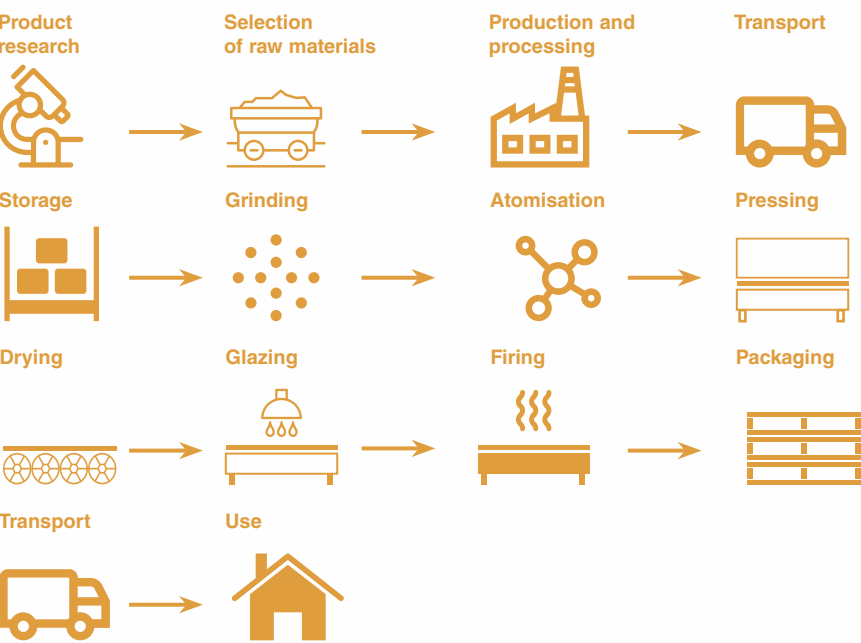 Product
research
Selection
of raw materials
Production and
processing
Transport
Storage
Grinding
Atomisation
Pressing
Drying
Glazing
Firing
Packaging
Transport
Use